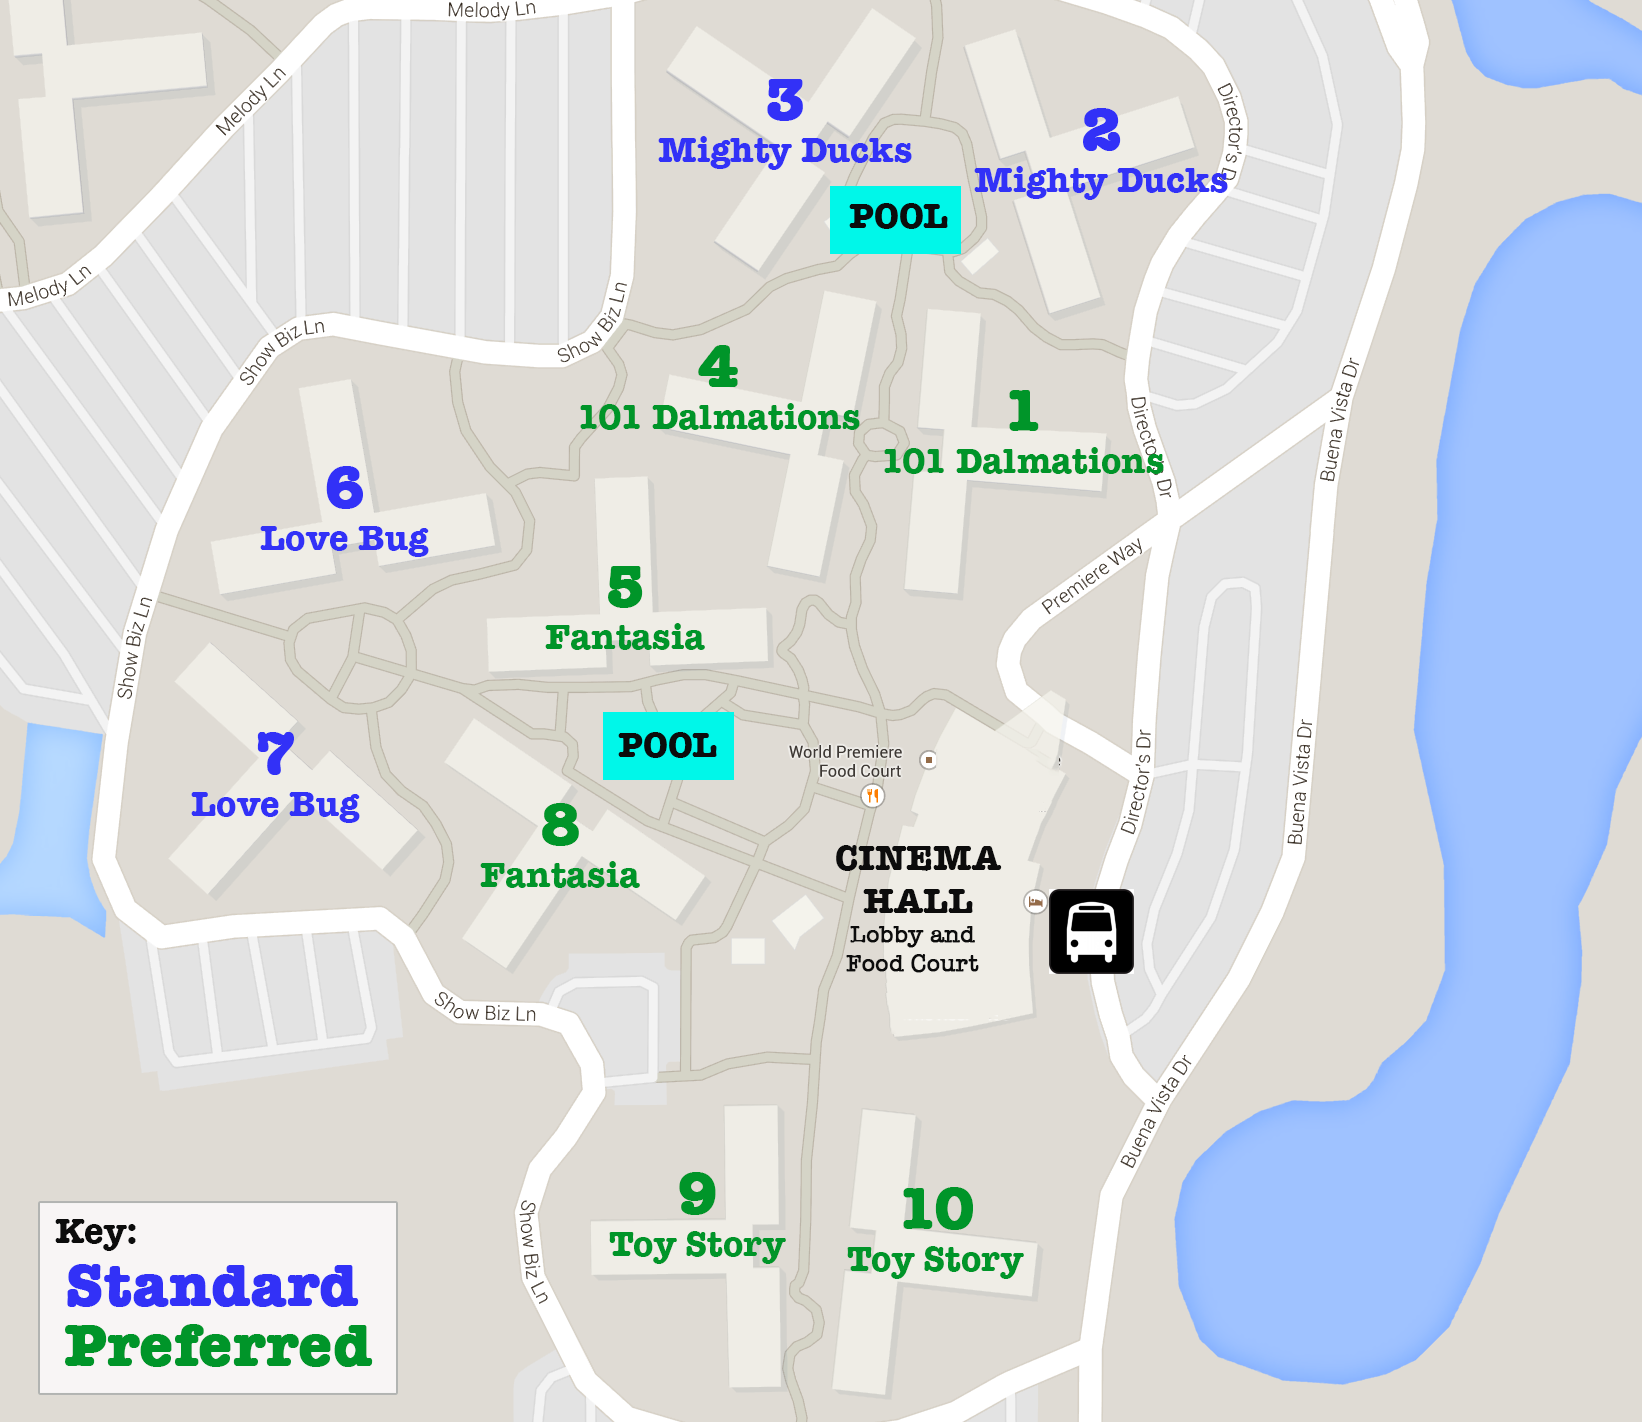 Melody Ln
Melody Ln
Director's D
3
Mighty Ducks
2
Mighty Ducks
POOL
Melody Ln
Show Biz Ln
Show Biz Ln
4
101 Dalmations
1
101 Dalmations
Director's Dr
Buena Vista Dr
6
Love Bug
5
Fantasia
Premiere Way
Show Biz Ln
7
Love Bug
POOL
World Premiere
Food Court
Director's Dr
Buena Vista Dr
8
Fantasia
CINEMA
HALL
Lobby and
Food Court
Show Biz Ln
Buena Vista Dr
9
Toy Story
10
Toy Story
Show Biz Ln
Key:
Standard
Preferred